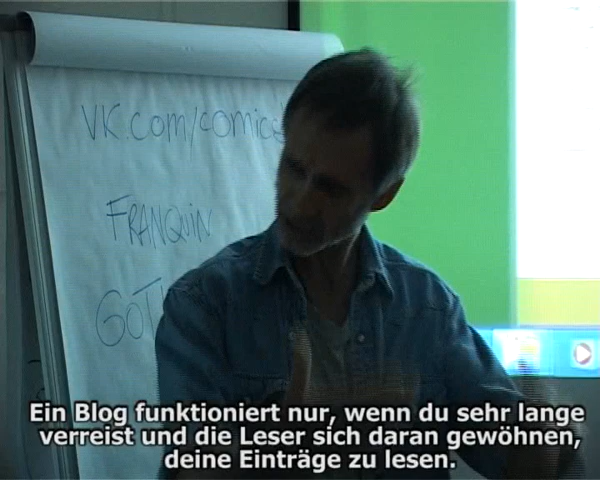 VK.com/comics
FRANQUIN
GOT
Ein Blog funktioniert nur, wenn du sehr lange
verreist und die Leser sich daran gewöhnen,
deine Einträge zu lesen.